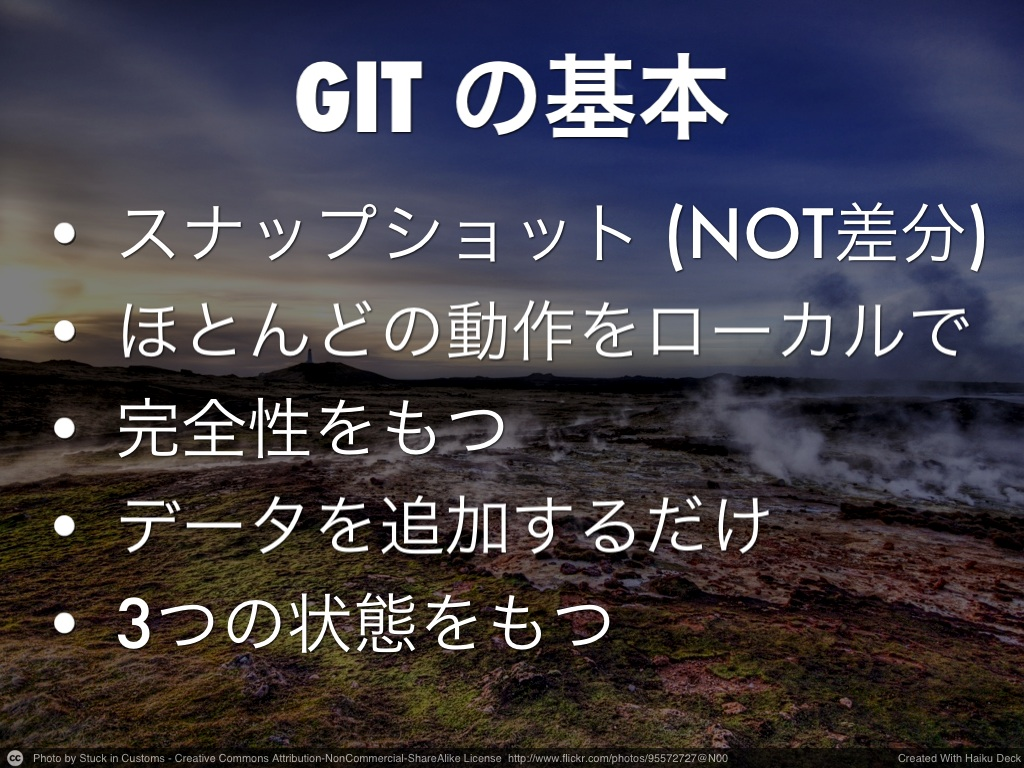 GIT の基本
• スナップショット (NOT差分)
• ほとんどの動作をローカルで
• 完全性をもつ
• データを追加するだけ
• 3つの状態をもつ
cc Photo by Stuck in Customs - Creative Commons Attribution-NonCommercial-ShareAlike License http://www.flickr.com/photos/95572727@N00 Created With Haiku Deck